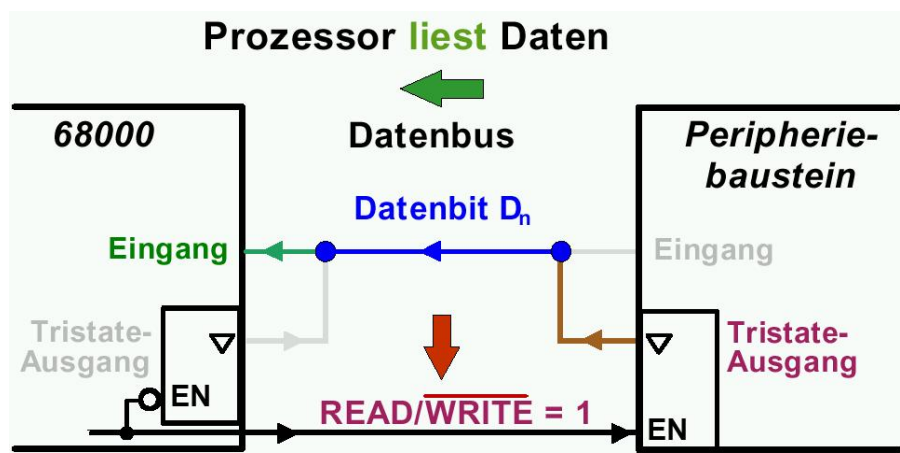 Prozessor liest Daten
68000
Datenbus
Peripherie-
baustein
Datenbit Dn
Eingang
Eingang
Tristate-
Ausgang
EN
Tristate-
Ausgang
EN
READ/WRITE = 1